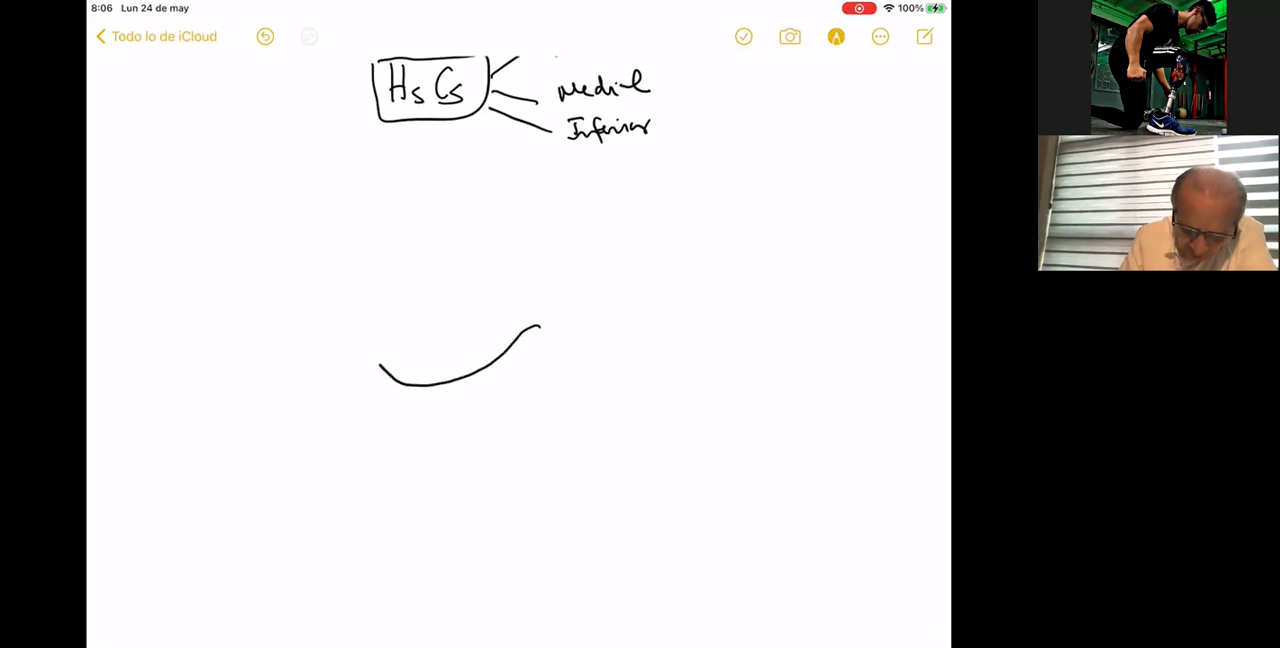 8:06 Lun 24 de may 100%
Todo lo de iCloud
Hs Cs
Medial
Inferior